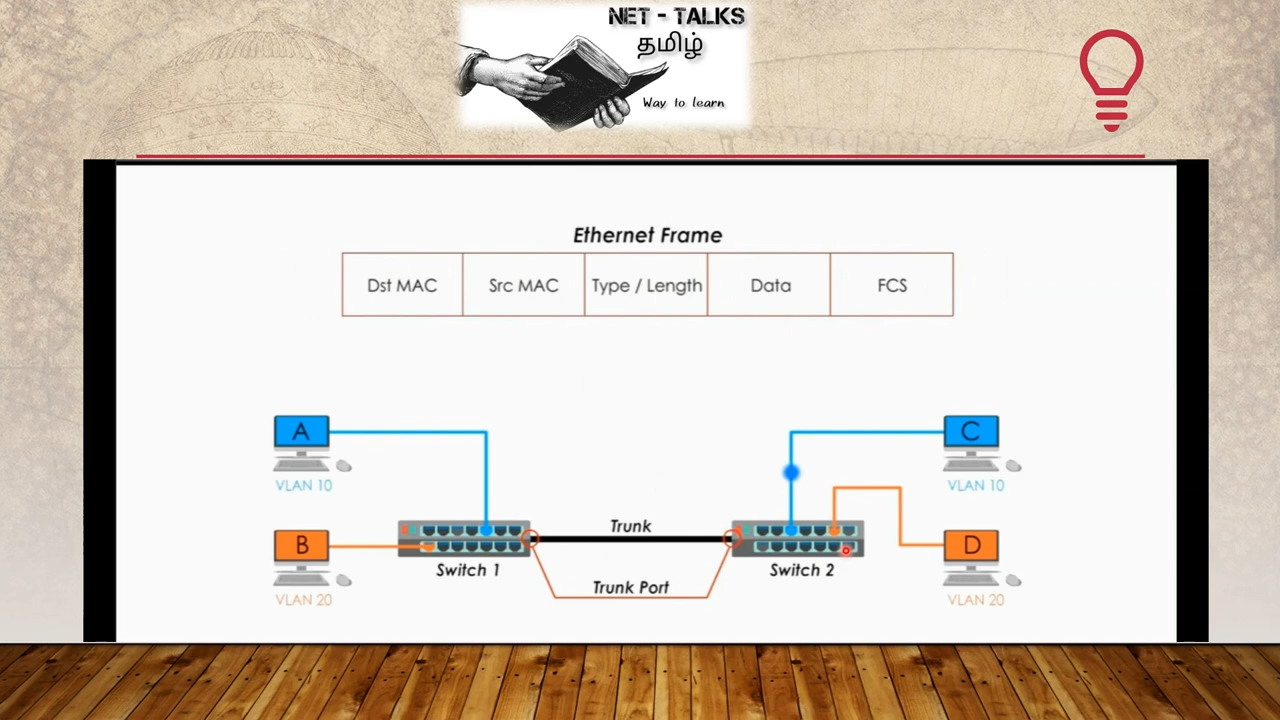 NET - TALKS
தமிழ்
Way to learn
Ethernet Frame
Dst MAC
Src MAC
Type / Length
Data
FCS
A
VLAN 10
C
VLAN 10
Trunk
B
VLAN 20
Switch 1
Switch 2
D
VLAN 20
Trunk Port